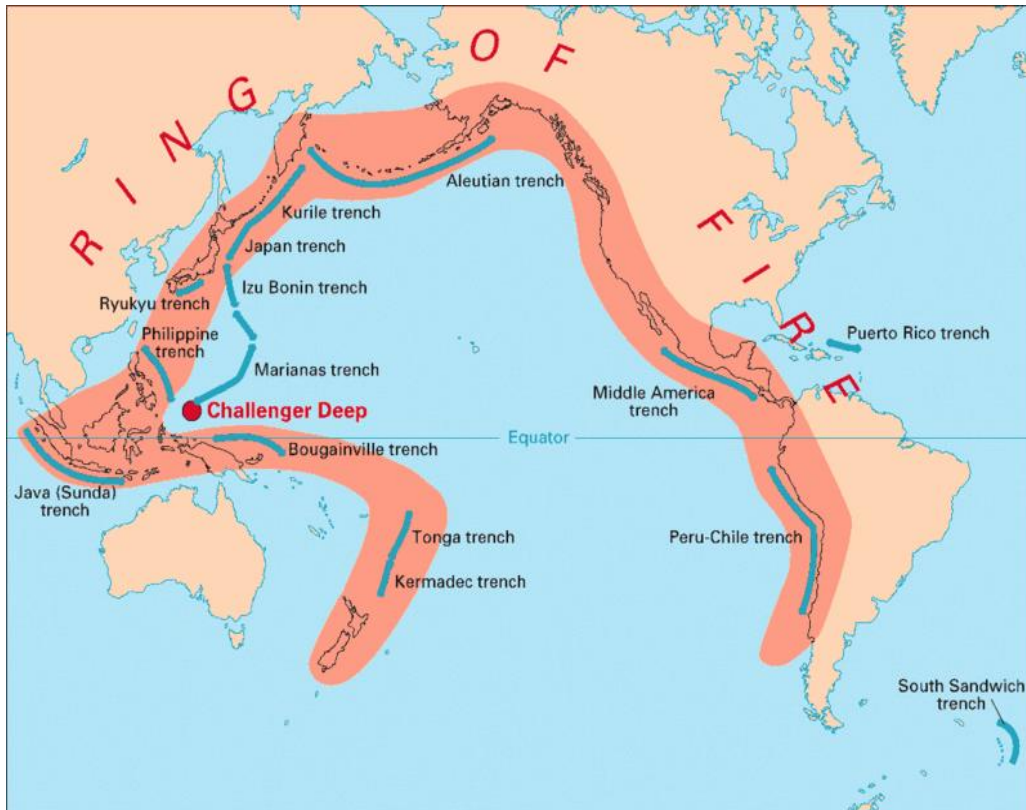 RING OF FIRE
Aleutian trench
Kurile trench
Japan trench
Izu Bonin trench
Ryukyu trench
Philippine
trench
Marianas trench
Challenger Deep
Puerto Rico trench
Middle America
trench
Equator
Bougainville trench
Java (Sunda)
trench
Tonga trench
Kermadec trench
Peru-Chile trench
South Sandwich
trench